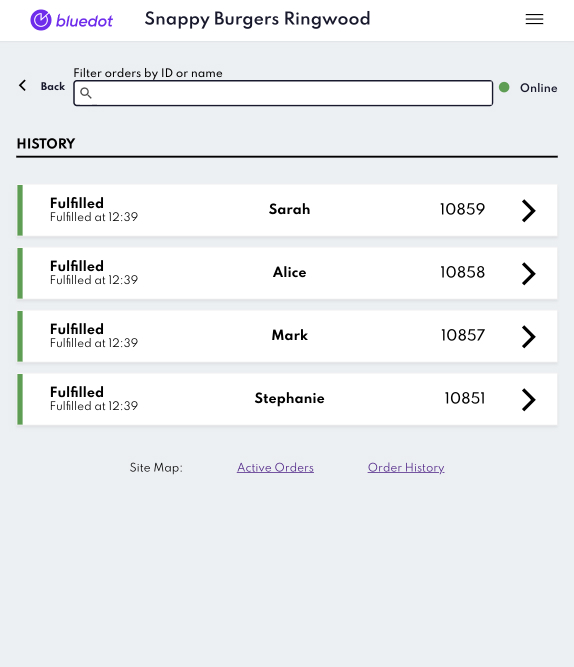 bluedot Snappy Burgers Ringwood
Filter orders by ID or name
Back
Online
HISTORY
Fulfilled
Fulfilled at 12:39
Sarah
10859
Fulfilled
Fulfilled at 12:39
Alice
10858
Fulfilled
Fulfilled at 12:39
Mark
10857
Fulfilled
Fulfilled at 12:39
Stephanie
10851
Site Map: Active Orders Order History